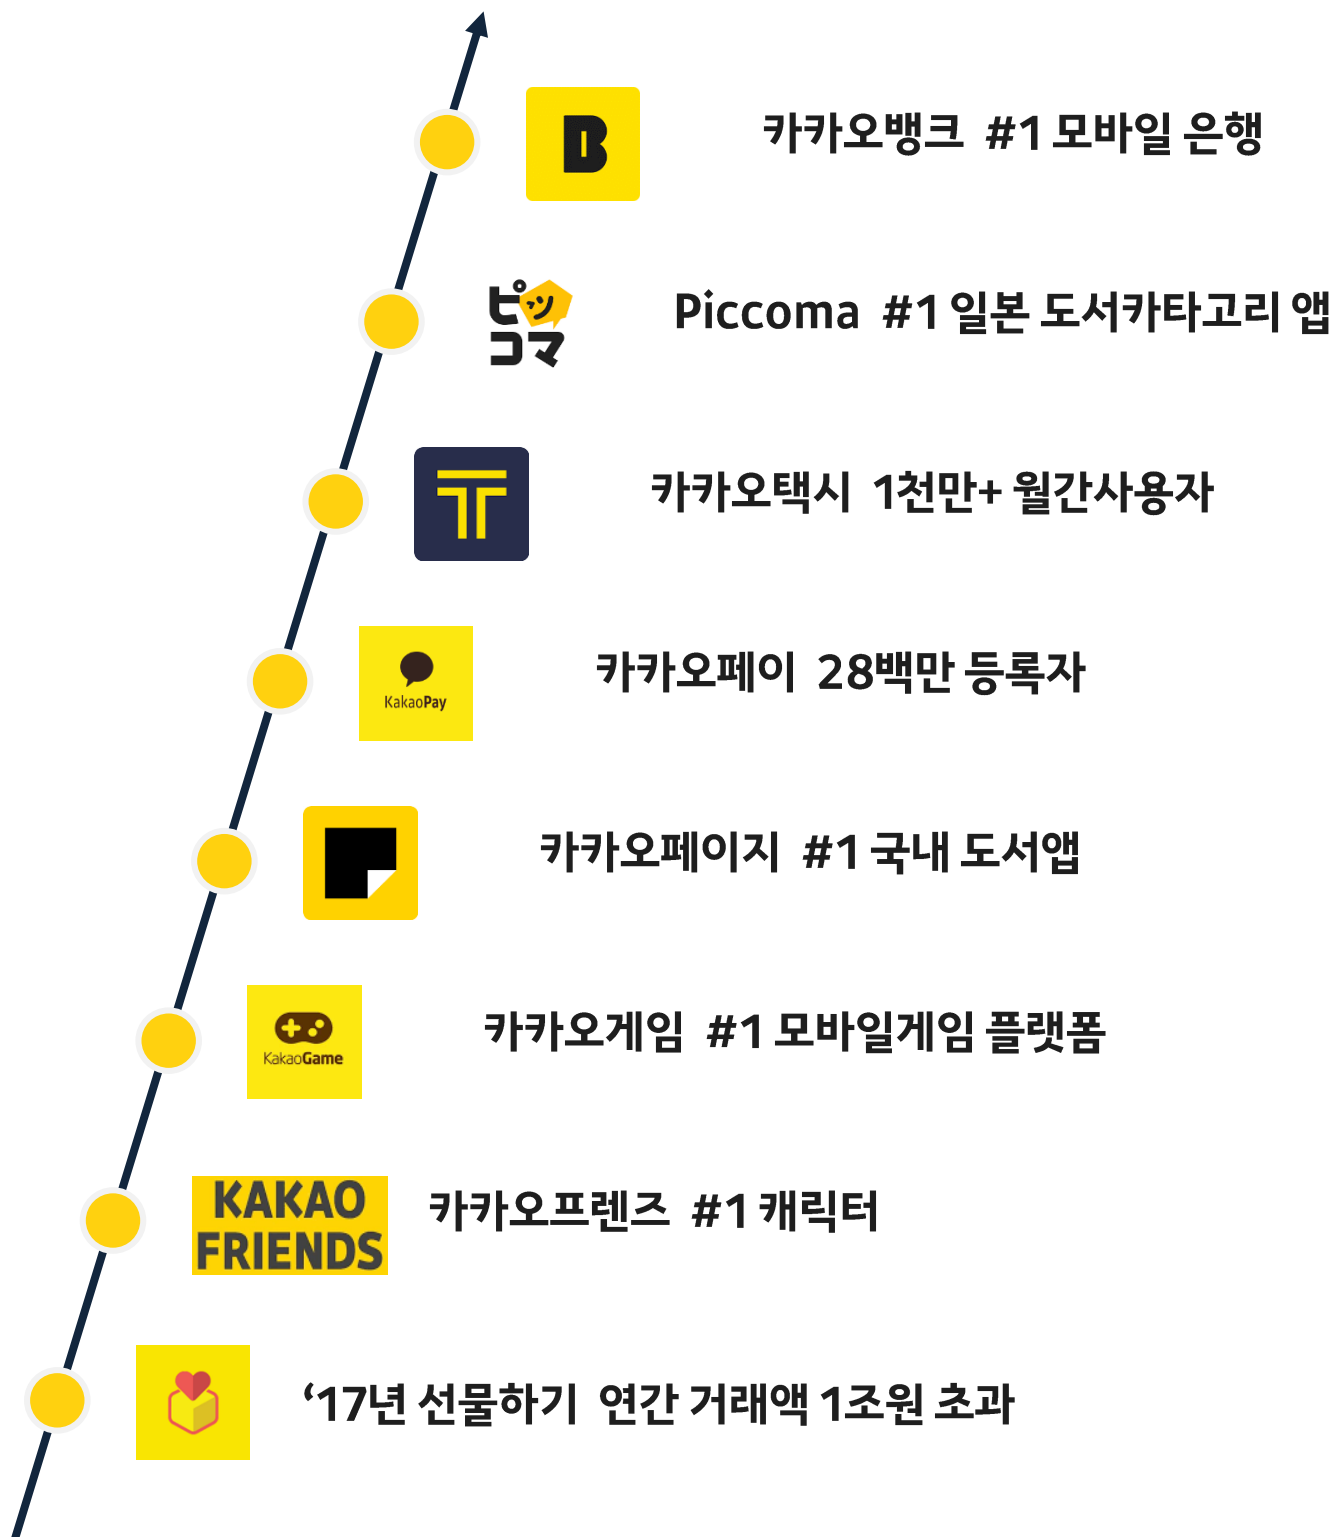 B
카카오뱅크 #1 모바일 은행
ピッ
コマ
Piccoma #1 일본 도서카타고리 앱
T
카카오택시 1천만+ 월간사용자
KakaoPay
카카오페이 28백만 등록자
카카오페이지 #1 국내 도서앱
KakaoGame
카카오게임 #1 모바일게임 플랫폼
KAKAO
FRIENDS
카카오프렌즈 #1 캐릭터
‘17년 선물하기 연간 거래액 1조원 초과